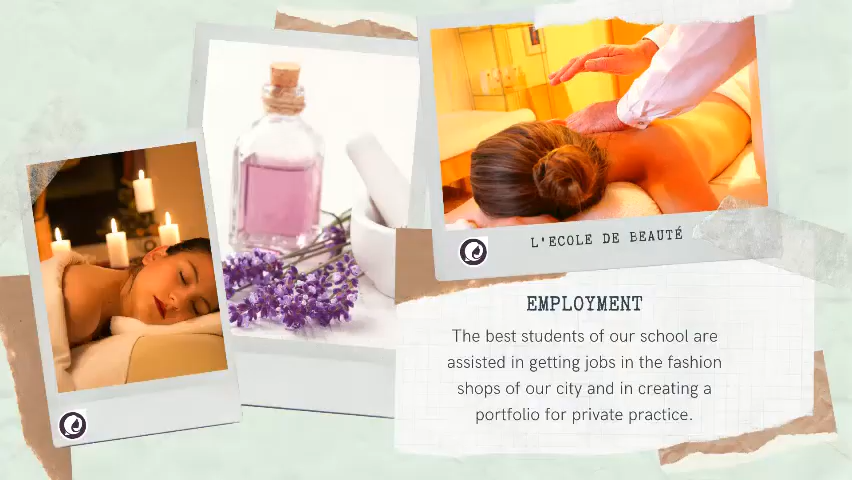 L'ECOLE DE BEAUTÉ
EMPLOYMENT
The best students of our school are
assisted in getting jobs in the fashion
shops of our city and in creating a
portfolio for private practice.